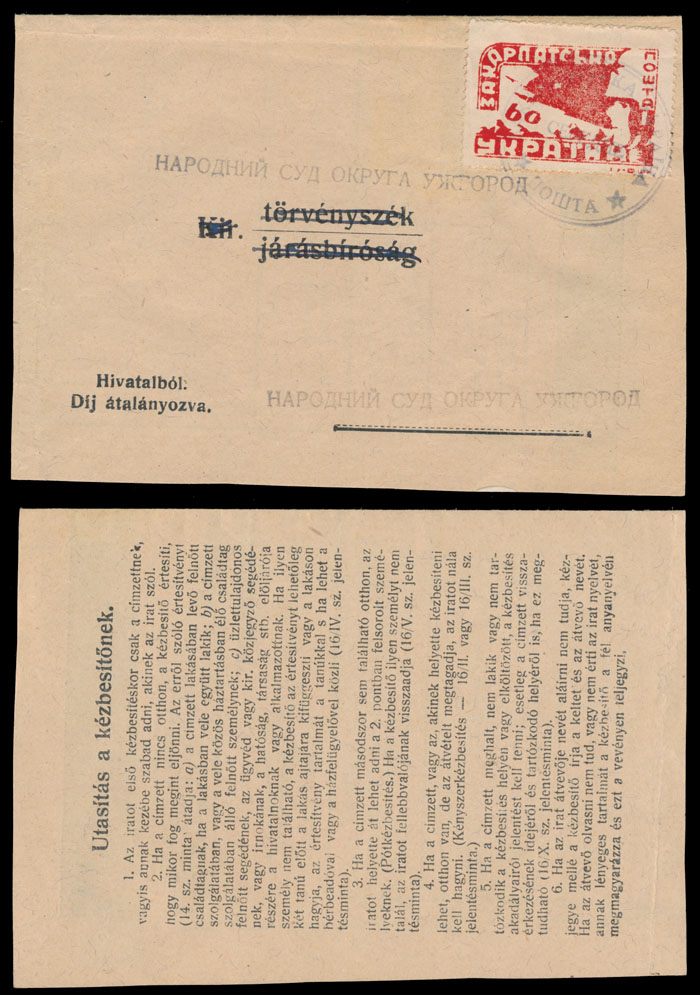 ЗАКАРПАТСЬКА
60
УКРАЇНА
ПОШТА
НАРОДНИЙ СУД ОКРУГА УЖГОРОД
Kir. törvényszék
járásbíróság
Hivatalból.
Díj átalányozva.
НАРОДНИЙ СУД ОКРУГА УЖГОРОД
Utasítás a kézbesítőnek.
1. Az iratot első kézbesítéskor csak a címzettnek,
vagyis annak kezébe szabad adni, akinek az irat szól.
2. Ha a címzett nincs otthon, a kézbesítő értesíti,
hogy mikor fog megint eljönni. Az erről szóló értesítvényt
(14. sz. minta) átadja: a) a címzett lakásában levő felnőtt
családtagnak, ha a lakásban vele együtt lakik; b) a címzett
szolgálatában, vagy a vele közös háztartásban élő családtag
szolgálatában álló felnőtt személynek; c) üzlettulajdonos
felnőtt segédének, az ügyvéd vagy kir. közjegyző segedé-
nek, vagy írnokának, a hatóság, társaság stb. elöljárója
részére a hivatalnoknak vagy alkalmazottnak. Ha ilyen
személy nem található, a kézbesítő az értesítvényt lehetőleg
két tanú előtt a lakás ajtajára kifüggeszti vagy a lakáson
hagyja, az értesítvény tartalmát a tanúkkal s ha lehet a
bérbeadóval vagy a házfelügyelővel közli (16/IV. sz. jelen-
tésminta).
3. Ha a címzett másodszor sem található otthon, az
iratot helyette át lehet adni a 2. pontban felsorolt szemé-
lyeknek. (Pótkézbesítés.) Ha a kézbesítő ilyen személyt nem
talál, az iratot fellebbvalójának visszaadja (16/V. sz. jelen-
tésminta).
4. Ha a címzett, vagy az, akinek helyette kézbesíteni
lehet, otthon van, de az átvételt megtagadja, az iratot nála
kell hagyni. (Kényszerkézbesítés — 16/II. vagy 16/III. sz.
jelentésminta.)
5. Ha a címzett meghalt, nem lakik vagy nem tar-
tózkodik a kézbesítés helyén vagy elköltözött, a kézbesítés
akadályairól jelentést kell tenni; esetleg a címzett vissza-
érkezésének idejéről és tartózkodó helyéről is, ha ez meg-
tudható (16/X. sz. jelentésminta).
6. Ha az irat átvevője nevét aláírni nem tudja, kéz-
jegye mellé a kézbesítő írja a keltet és az átvevő nevét.
Ha az átvevő olvasni nem tud, vagy nem érti az irat nyelvét,
annak lényeges tartalmát a kézbesítő a fél anyanyelvén
megmagyarázza és ezt a vevényen feljegyzi,